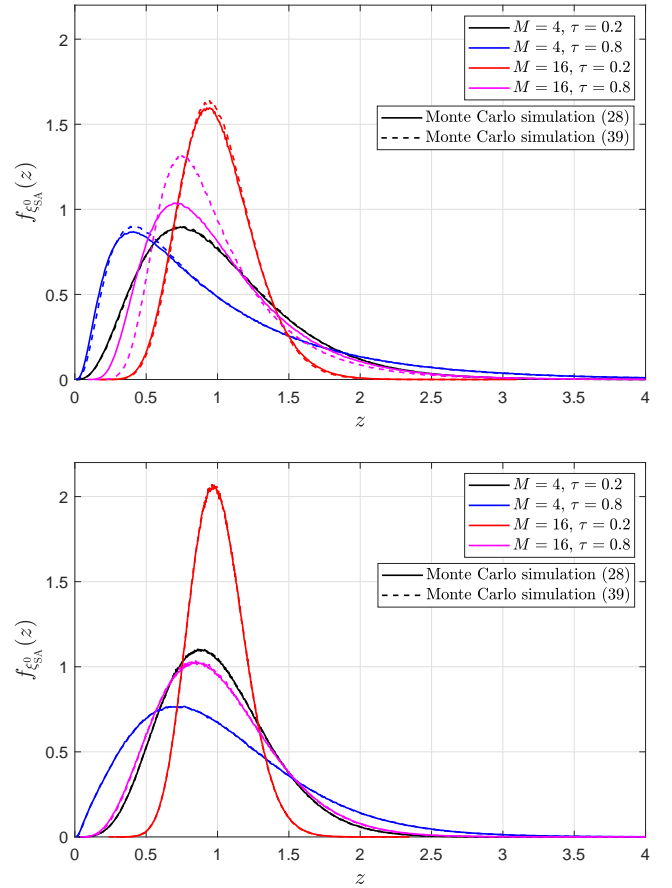 2
1.5
1
0.5
0
f_{ξ^0_{SA}}(z)
M = 4, τ = 0.2
M = 4, τ = 0.8
M = 16, τ = 0.2
M = 16, τ = 0.8
Monte Carlo simulation (28)
Monte Carlo simulation (39)
0 0.5 1 1.5 2 2.5 3 3.5 4
z
2
1.5
1
0.5
0
f_{ξ^0_{SA}}(z)
M = 4, τ = 0.2
M = 4, τ = 0.8
M = 16, τ = 0.2
M = 16, τ = 0.8
Monte Carlo simulation (28)
Monte Carlo simulation (39)
0 0.5 1 1.5 2 2.5 3 3.5 4
z